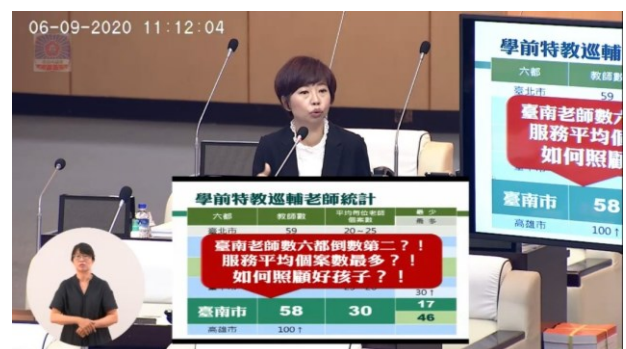 06-09-2020 11:12:04
學前特教巡輔
六都 教師數
臺北市 59
臺南老師數六
服務平均個
如何照顧
臺南市 58
高雄市 100↑
學前特教巡輔老師統計
六都 教師數 平均每位老師個案數 最少 最多
臺北市 59 20~25
臺南老師數六都倒數第二?!
服務平均個案數最多?!
如何照顧好孩子?!
30↑
臺南市 58 30 17
46
高雄市 100↑